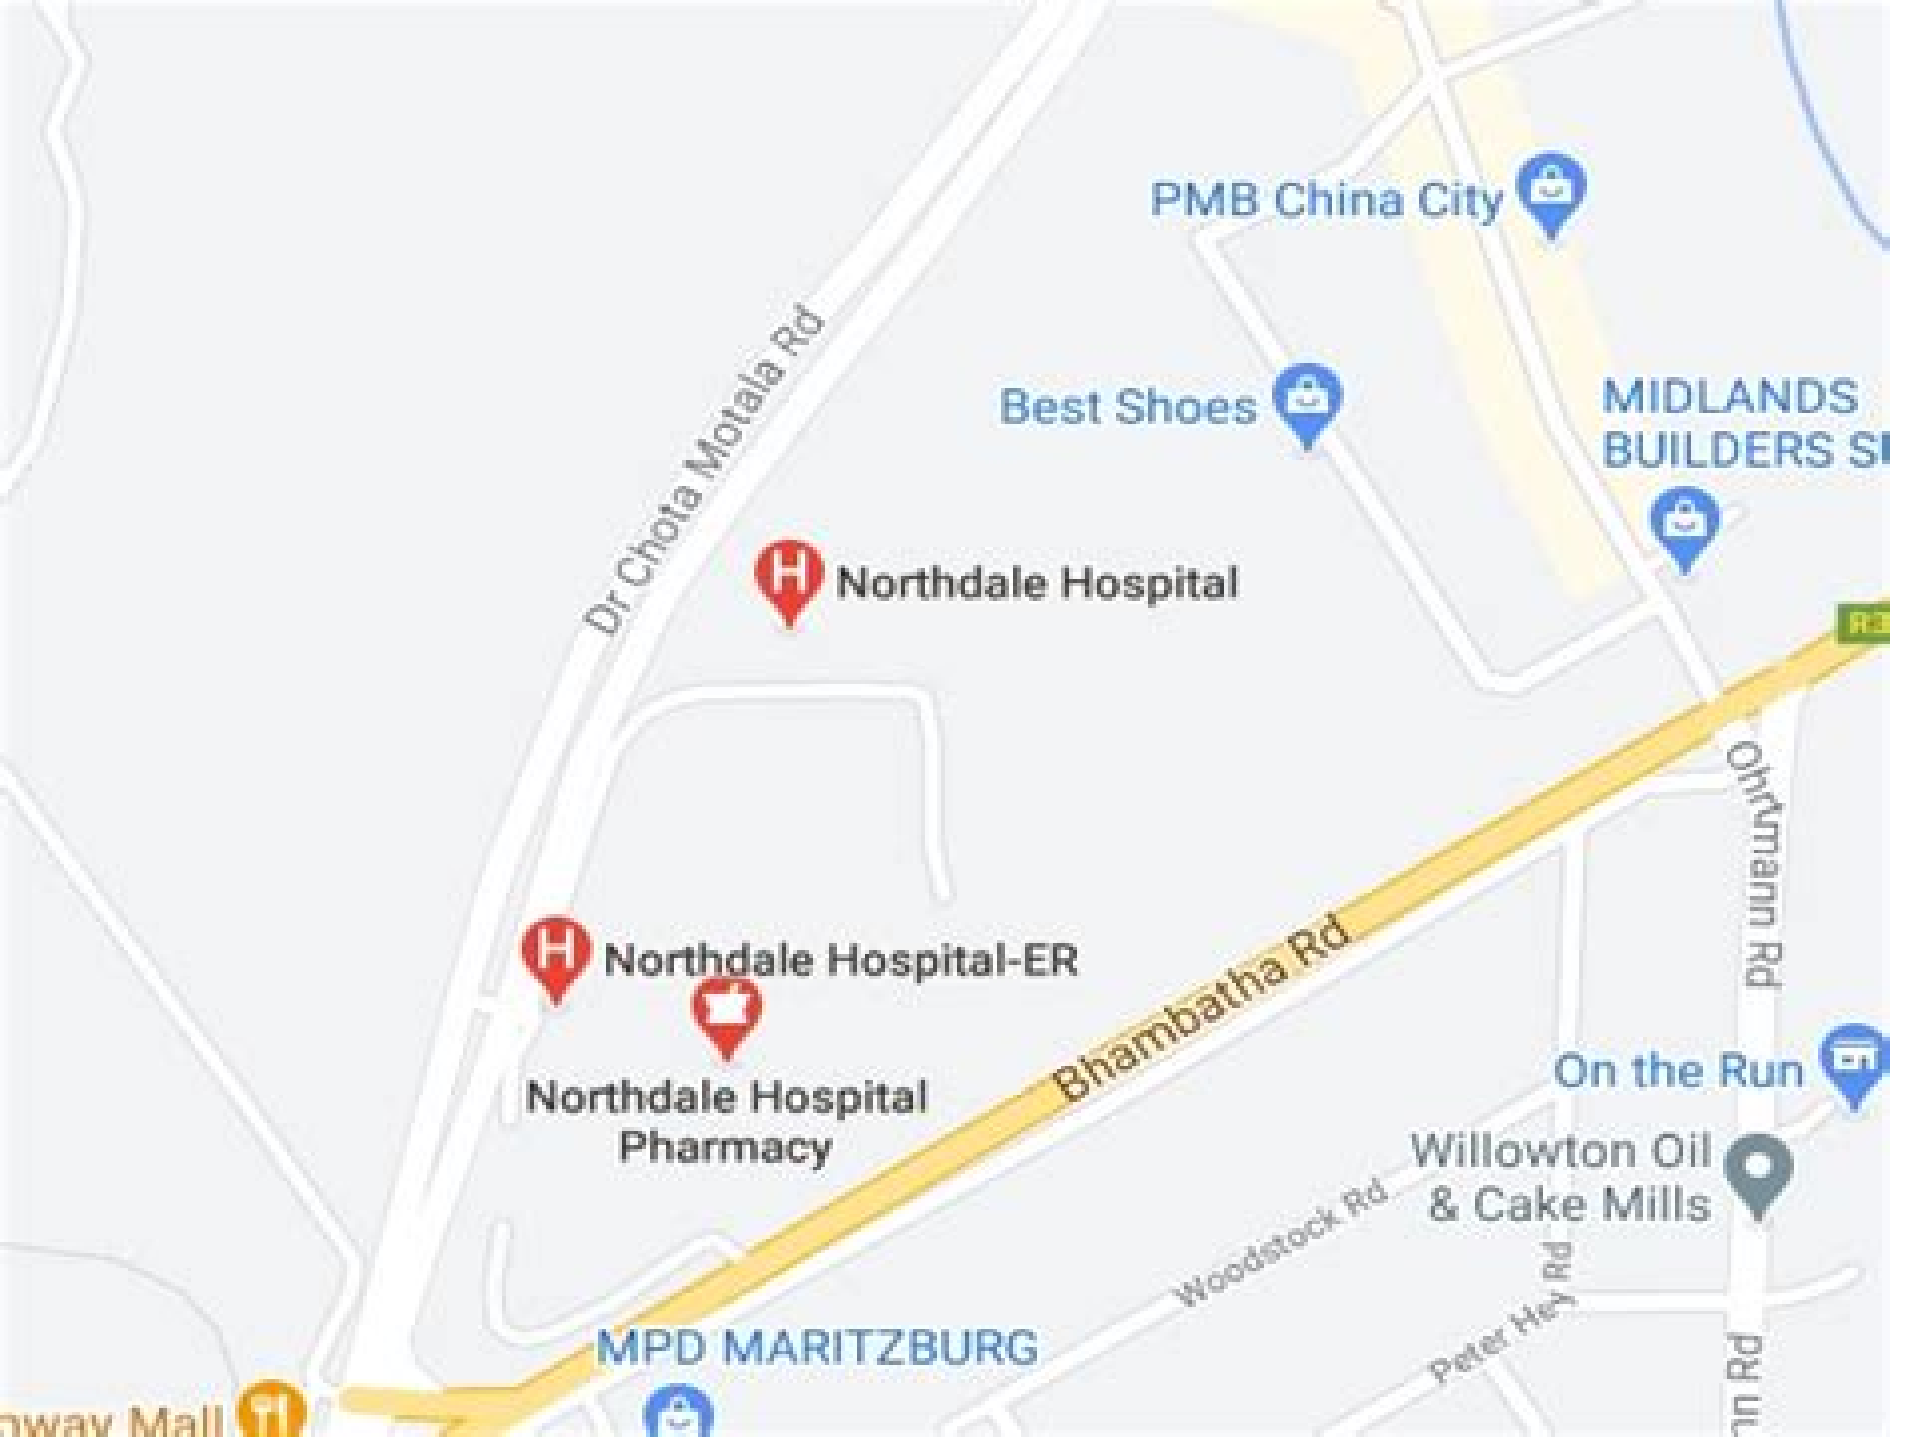 PMB China City
Dr Chota Motala Rd
Best Shoes
MIDLANDS
BUILDERS
Northdale Hospital
H
Ohrtmann Rd
Northdale Hospital-ER
H
Bhambatha Rd
On the Run
Northdale Hospital
Pharmacy
Willowton Oil
& Cake Mills
Woodstock Rd
Peter Hey Rd
MPD MARITZBURG
Mall
Rd